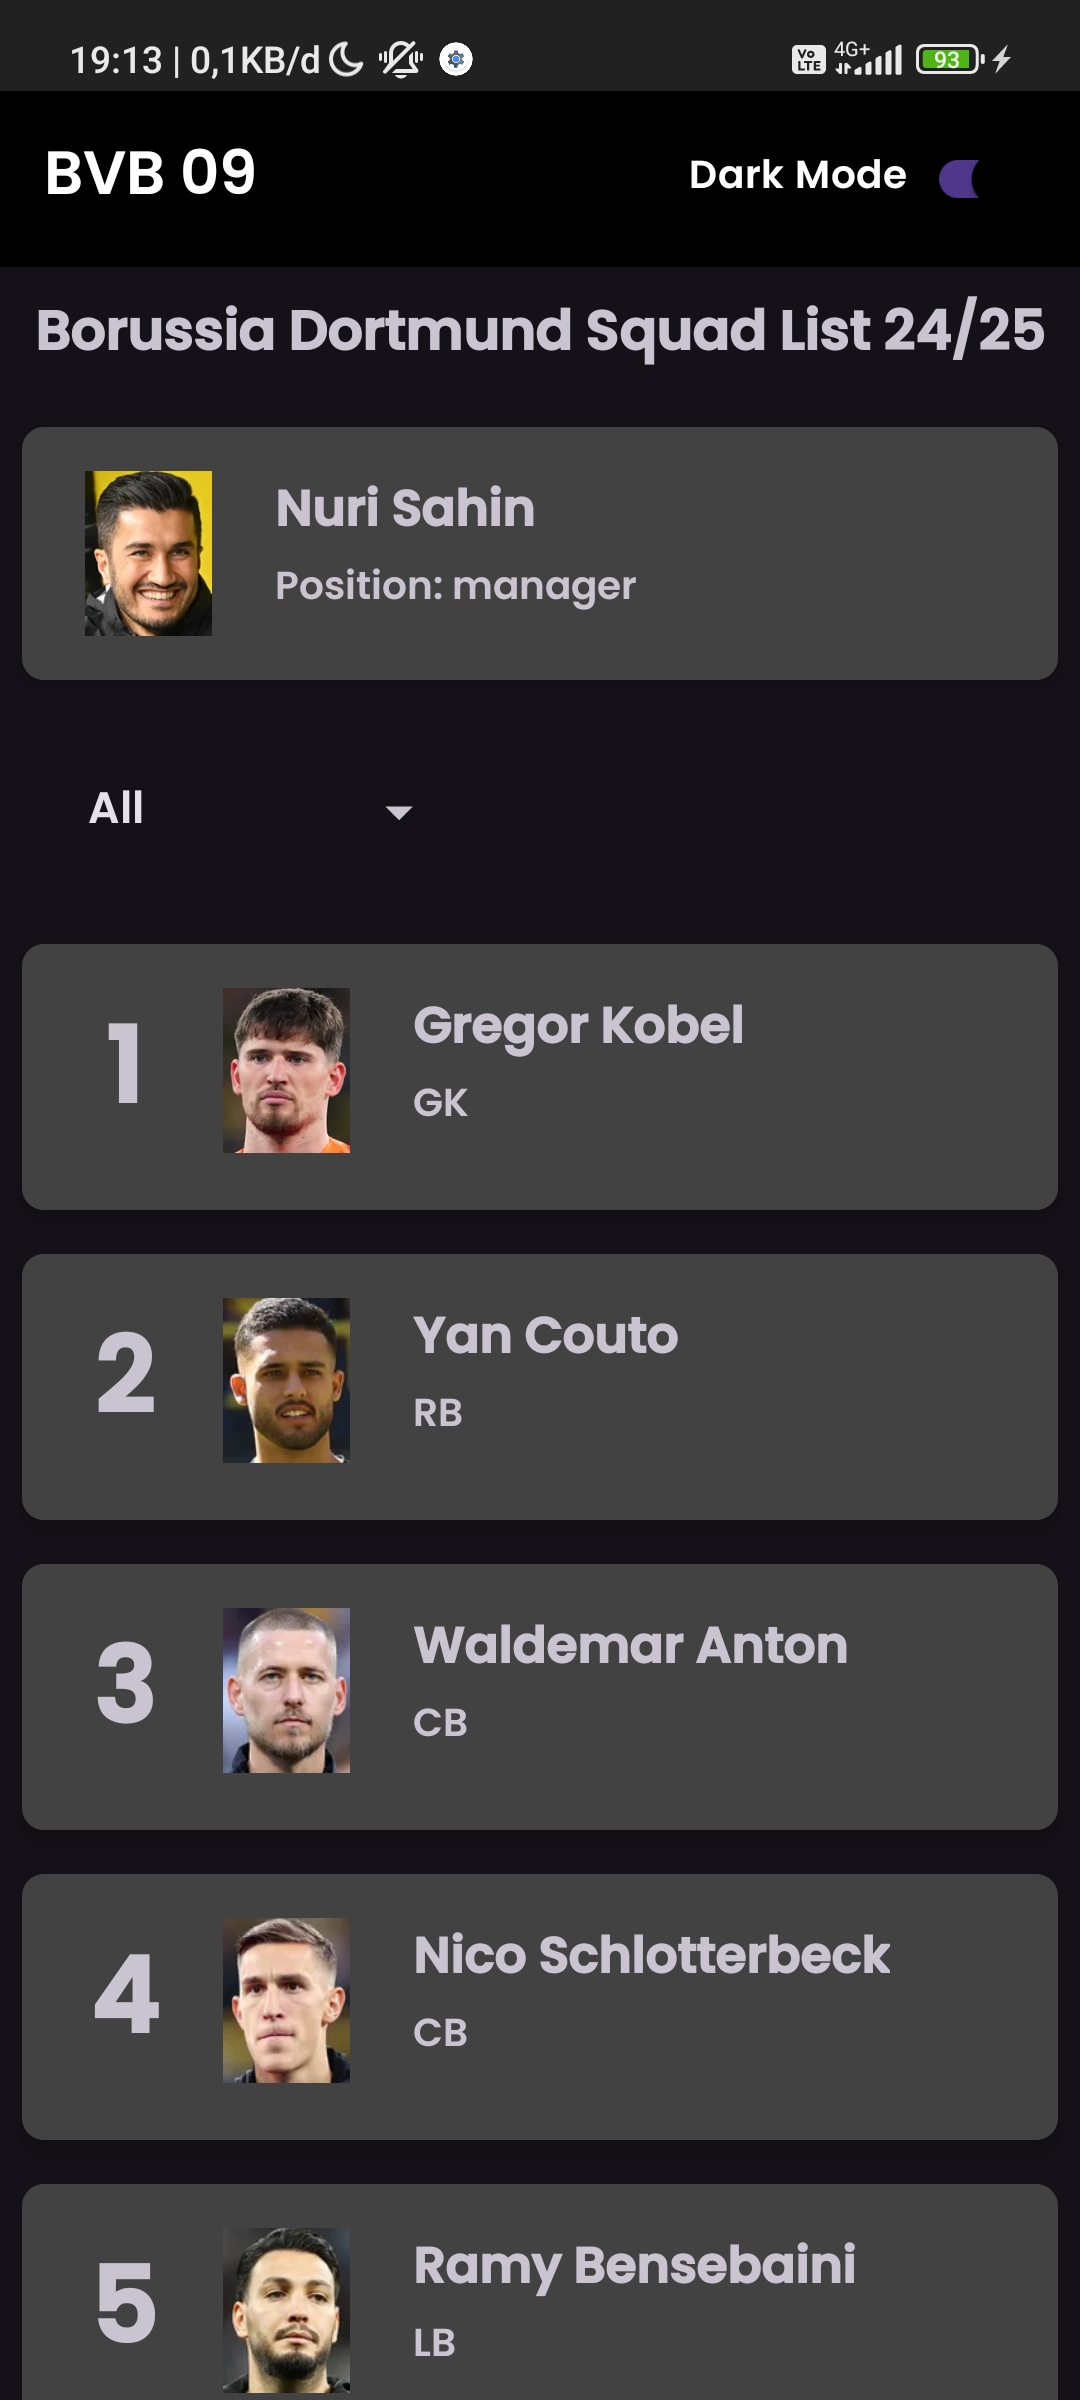 19:13 | 0,1KB/d
Vo LTE 4G+ 93
BVB 09
Dark Mode
Borussia Dortmund Squad List 24/25
Nuri Sahin
Position: manager
All
1
Gregor Kobel
GK
2
Yan Couto
RB
3
Waldemar Anton
CB
4
Nico Schlotterbeck
CB
5
Ramy Bensebaini
LB